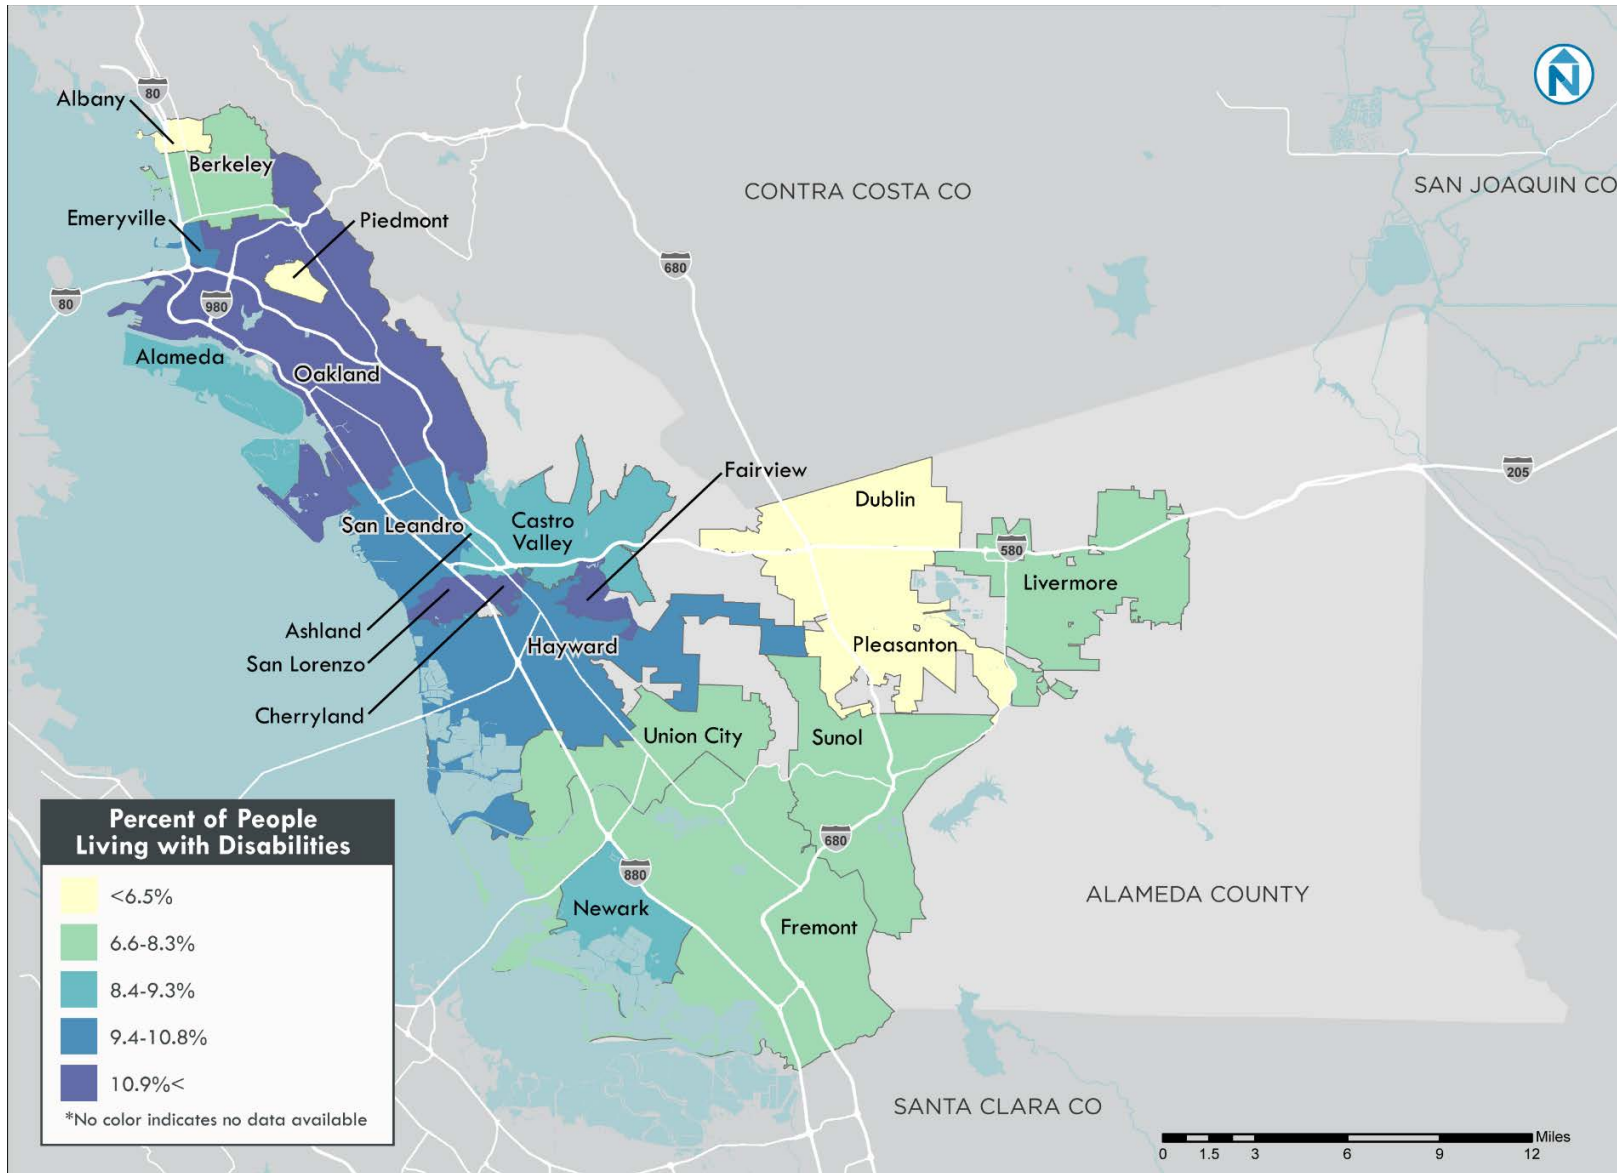 N
80
Albany
Berkeley
CONTRA COSTA CO
SAN JOAQUIN CO
Emeryville
Piedmont
680
80
980
Alameda
Oakland
Fairview
205
Dublin
San Leandro
Castro
Valley
580
Livermore
Ashland
Hayward
Pleasanton
San Lorenzo
Cherryland
Union City
Sunol
Percent of People
Living with Disabilities
<6.5%
6.6-8.3%
8.4-9.3%
9.4-10.8%
10.9%<
*No color indicates no data available
680
880
ALAMEDA COUNTY
Newark
Fremont
SANTA CLARA CO
Miles
0 1.5 3 6 9 12